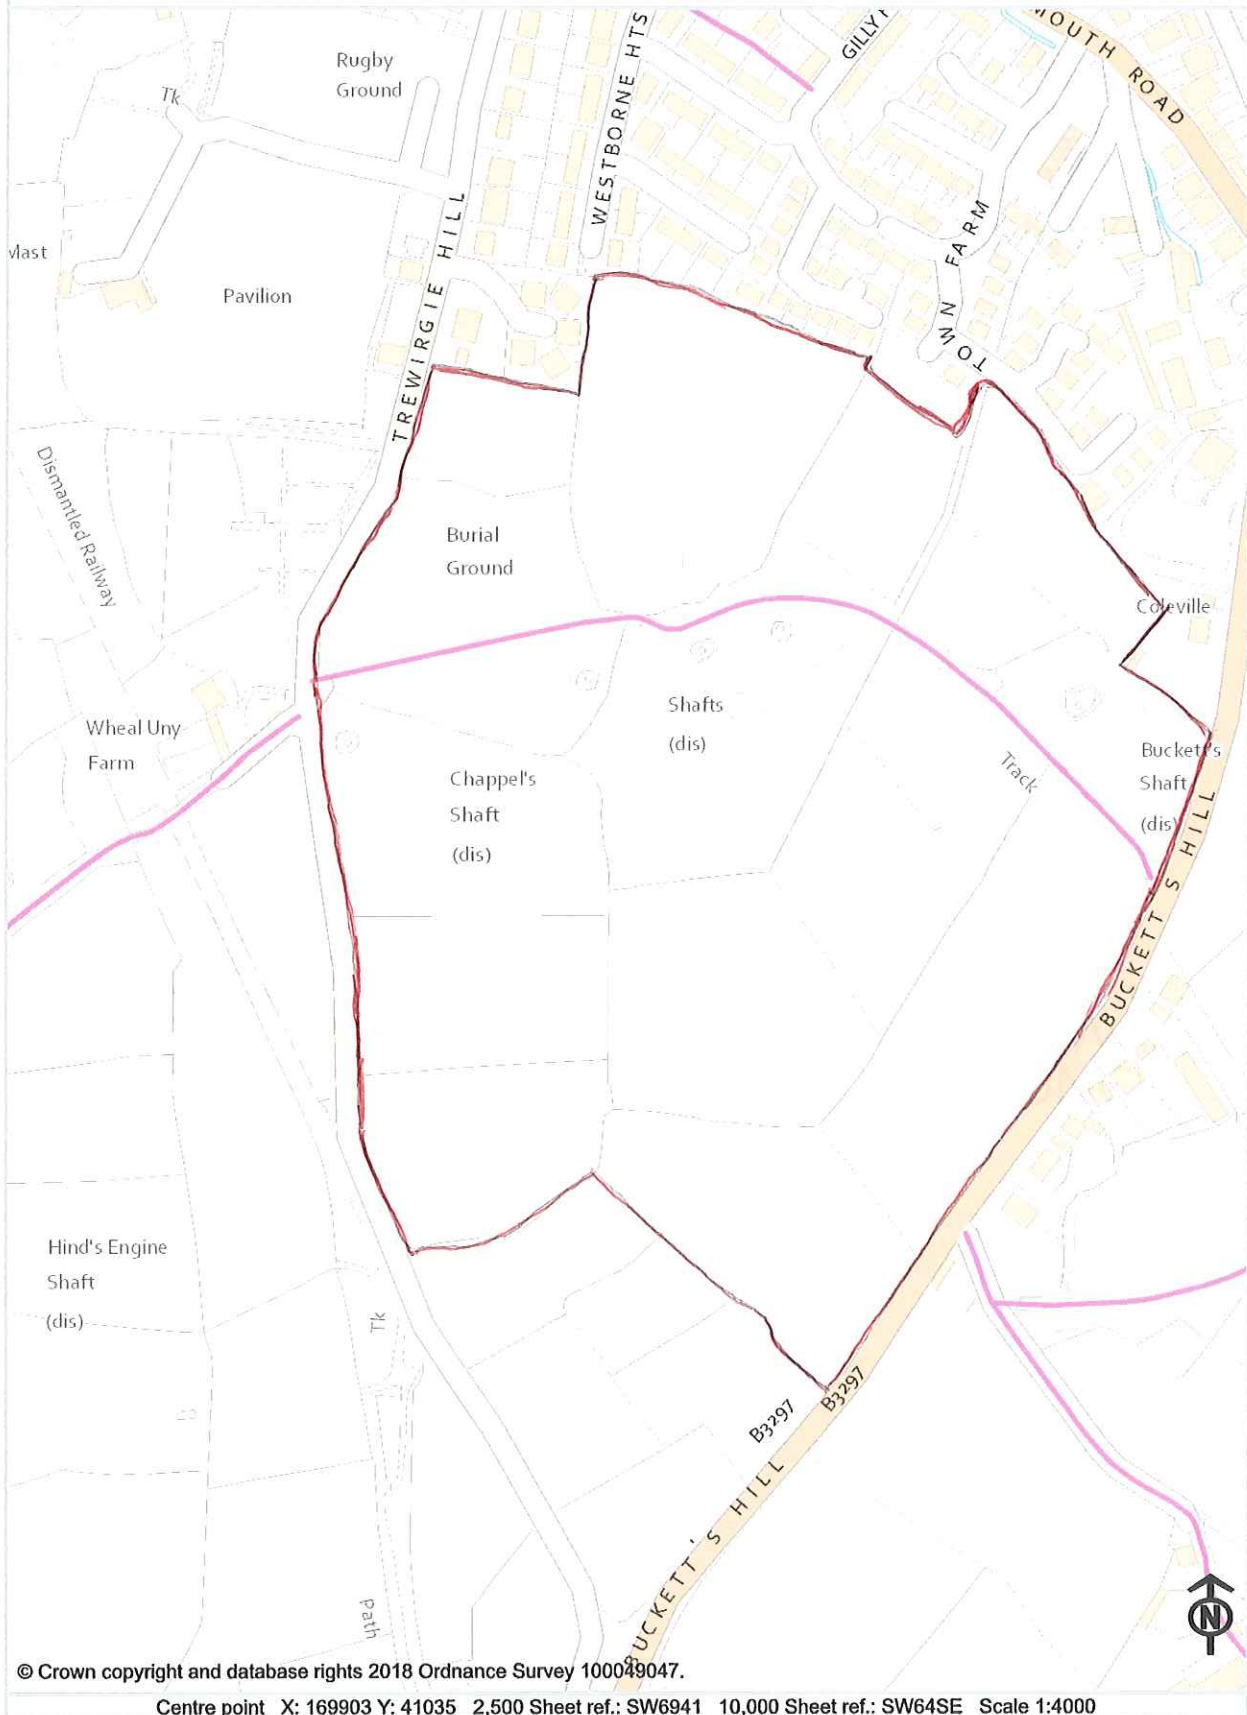 MOUTH ROAD
GILLY
Rugby
Ground
WESTBORNE HTS
Tk
TREWIRGIE HILL
TOWN FARM
Mast
Pavilion
Dismantled Railway
Burial
Ground
Coleville
Shafts
(dis)
Wheal Uny
Farm
Chappel's
Shaft
(dis)
Track
Buckett's
Shaft
(dis)
BUCKETT'S HILL
Hind's Engine
Shaft
(dis)
Tk
B3297
B3297
BUCKETT'S HILL
Path
N
© Crown copyright and database rights 2018 Ordnance Survey 100049047.
Centre point X: 169903 Y: 41035 2,500 Sheet ref.: SW6941 10,000 Sheet ref.: SW64SE Scale 1:4000